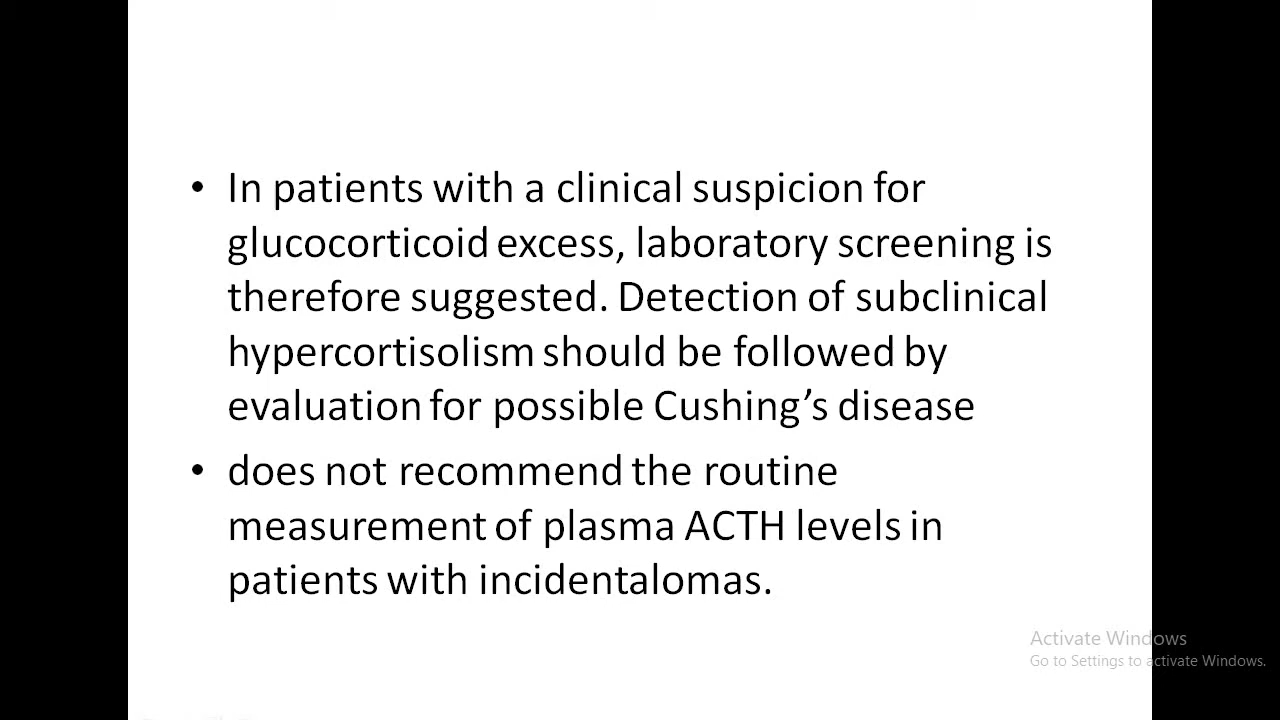 • In patients with a clinical suspicion for
glucocorticoid excess, laboratory screening is
therefore suggested. Detection of subclinical
hypercortisolism should be followed by
evaluation for possible Cushing’s disease
• does not recommend the routine
measurement of plasma ACTH levels in
patients with incidentalomas.
Activate Windows
Go to Settings to activate Windows.